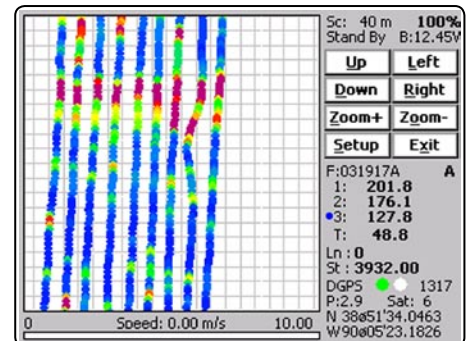 Sc: 40 m 100%
Stand By B:12.45V
Up Left
Down Right
Zoom+ Zoom-
Setup Exit
F:031917A A
1: 201.8
2: 176.1
3: 127.8
T: 48.8
Ln : 0
St : 3932.00
DGPS 1317
P:2.9 Sat: 6
N 38ø51'34.0463
W90ø05'23.1826
0 Speed: 0.00 m/s 10.00